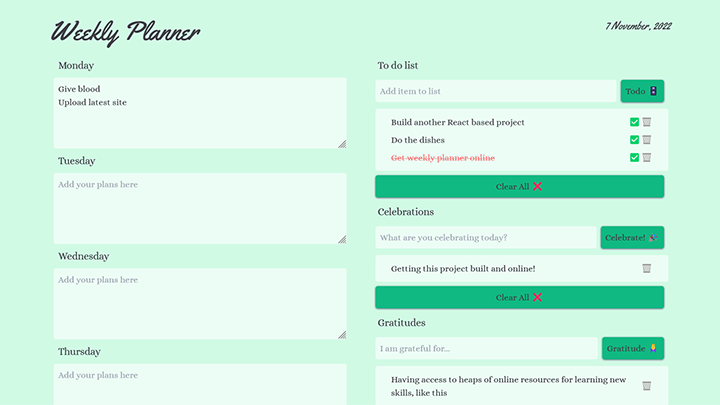 Weekly Planner
7 November, 2022
Monday
Give blood
Upload latest site
Tuesday
Add your plans here
Wednesday
Add your plans here
Thursday
Add your plans here
To do list
Add item to list
Todo
Build another React based project
Do the dishes
Get weekly planner online
Clear All ❌
Celebrations
What are you celebrating today?
Celebrate!
Getting this project built and online!
Clear All ❌
Gratitudes
I am grateful for...
Gratitude
Having access to heaps of online resources for learning new
skills, like this